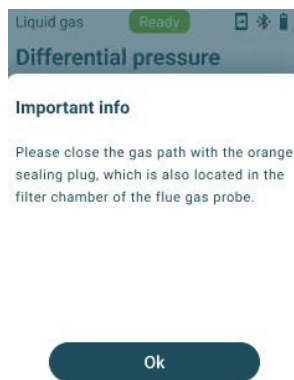 Liquid gas
Ready
Differential pressure
Important info
Please close the gas path with the orange
sealing plug, which is also located in the
filter chamber of the flue gas probe.
Ok